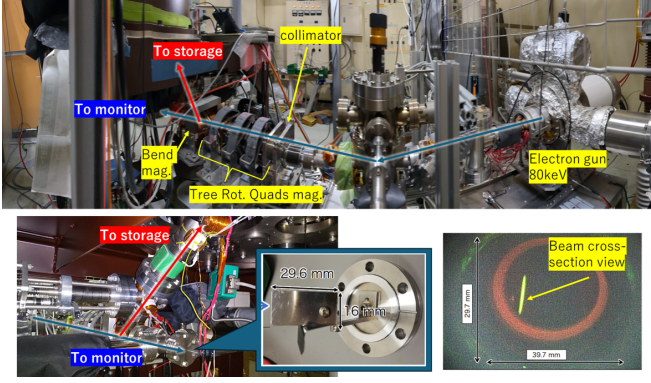 collimator
To storage
To monitor
Bend
mag.
Tree Rot. Quads mag.
Electron gun
80keV
To storage
To monitor
29.6 mm
16 mm
Beam cross-
section view
29.7 mm
39.7 mm